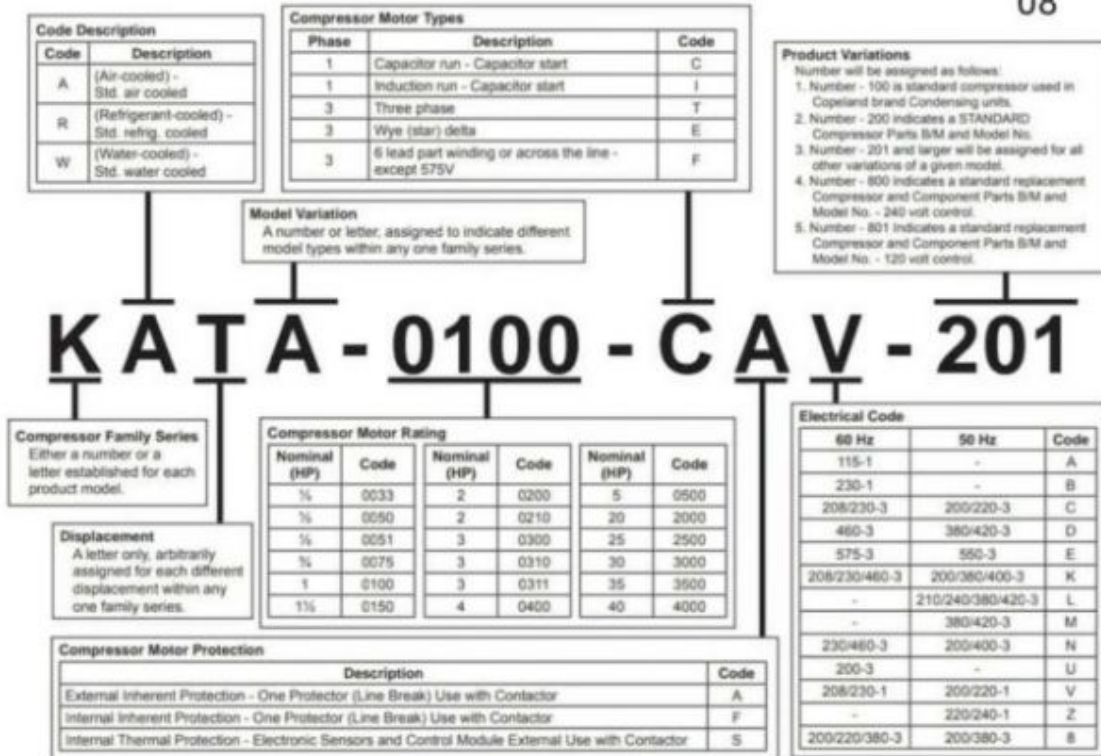 08
Code Description
Code Description
A (Air-cooled) - Std. air cooled
R (Refrigerant-cooled) - Std. refrig. cooled
W (Water-cooled) - Std. water cooled
Compressor Motor Types
Phase Description Code
1 Capacitor run - Capacitor start C
1 Induction run - Capacitor start I
3 Three phase T
3 Wye (star) delta E
3 6 lead part winding or across the line - except 575V F
Product Variations
Number will be assigned as follows:
1. Number - 100 is standard compressor used in
Copeland brand Condensing units.
2. Number - 200 indicates a STANDARD
Compressor Parts B/M and Model No.
3. Number - 201 and larger will be assigned for all
other variations of a given model.
4. Number - 800 indicates a standard replacement
Compressor and Component Parts B/M and
Model No. - 240 volt control.
5. Number - 801 Indicates a standard replacement
Compressor and Component Parts B/M and
Model No. - 120 volt control.
Model Variation
A number or letter, assigned to indicate different
model types within any one family series.
KATA-0100-CAV-201
Compressor Family Series
Either a number or a
letter established for each
product model.
Displacement
A letter only, arbitrarily
assigned for each different
displacement within any
one family series.
Compressor Motor Rating
Nominal (HP) Code Nominal (HP) Code Nominal (HP) Code
0033 2 0200 5 0500
0050 2 0210 20 2000
0051 3 0300 25 2500
0075 3 0310 30 3000
1 0100 3 0311 35 3500
1½ 0150 4 0400 40 4000
Electrical Code
60 Hz 50 Hz Code
115-1 - A
230-1 - B
208/230-3 200/220-3 C
460-3 380/420-3 D
575-3 550-3 E
208/230/460-3 200/380/400-3 K
- 210/240/380/420-3 L
- 380/420-3 M
230/460-3 200/400-3 N
200-3 - U
208/230-1 200/220-1 V
- 220/240-1 Z
200/220/380-3 200/380-3 8
Compressor Motor Protection
Description Code
External Inherent Protection - One Protector (Line Break) Use with Contactor A
Internal Inherent Protection - One Protector (Line Break) Use with Contactor F
Internal Thermal Protection - Electronic Sensors and Control Module External Use with Contactor S